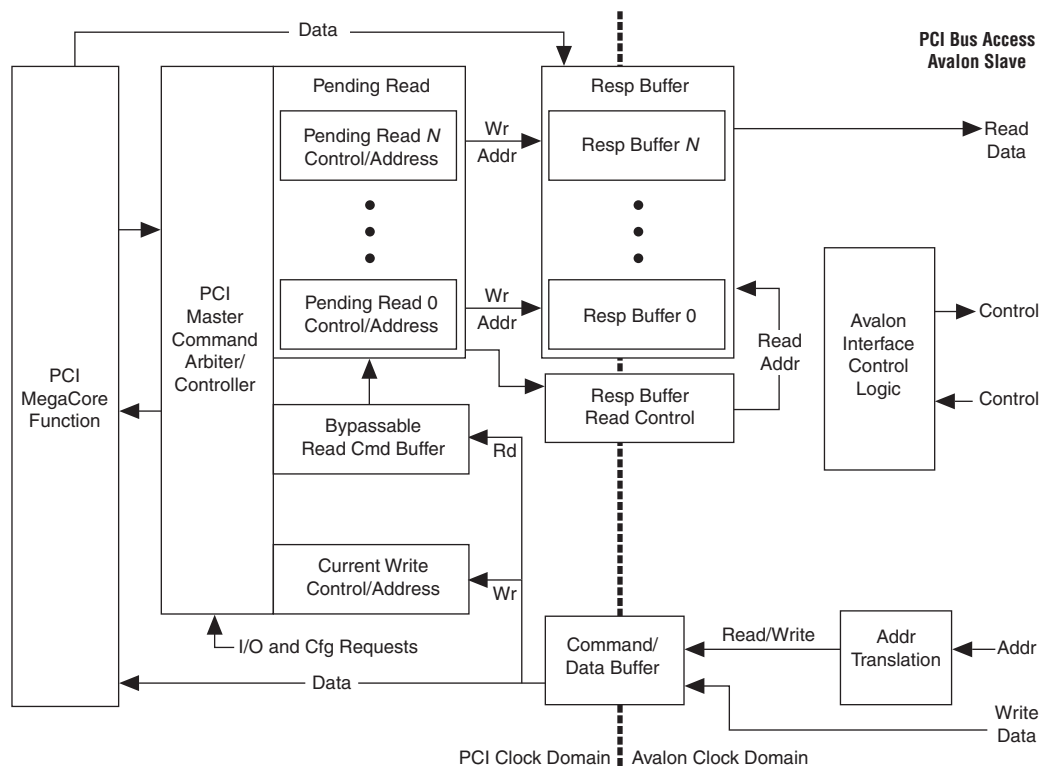 Data
PCI Bus Access
Avalon Slave
Pending Read
Resp Buffer
Pending Read N
Control/Address
Wr
Addr
Resp Buffer N
Read
Data
PCI
Master
Command
Arbiter/
Controller
Pending Read 0
Control/Address
Wr
Addr
Resp Buffer 0
Read
Addr
Avalon
Interface
Control
Logic
Control
Control
PCI
MegaCore
Function
Resp Buffer
Read Control
Bypassable
Read Cmd Buffer
Rd
Current Write
Control/Address
Wr
I/O and Cfg Requests
Command/
Data Buffer
Read/Write
Addr
Translation
Addr
Data
Write
Data
PCI Clock Domain
Avalon Clock Domain